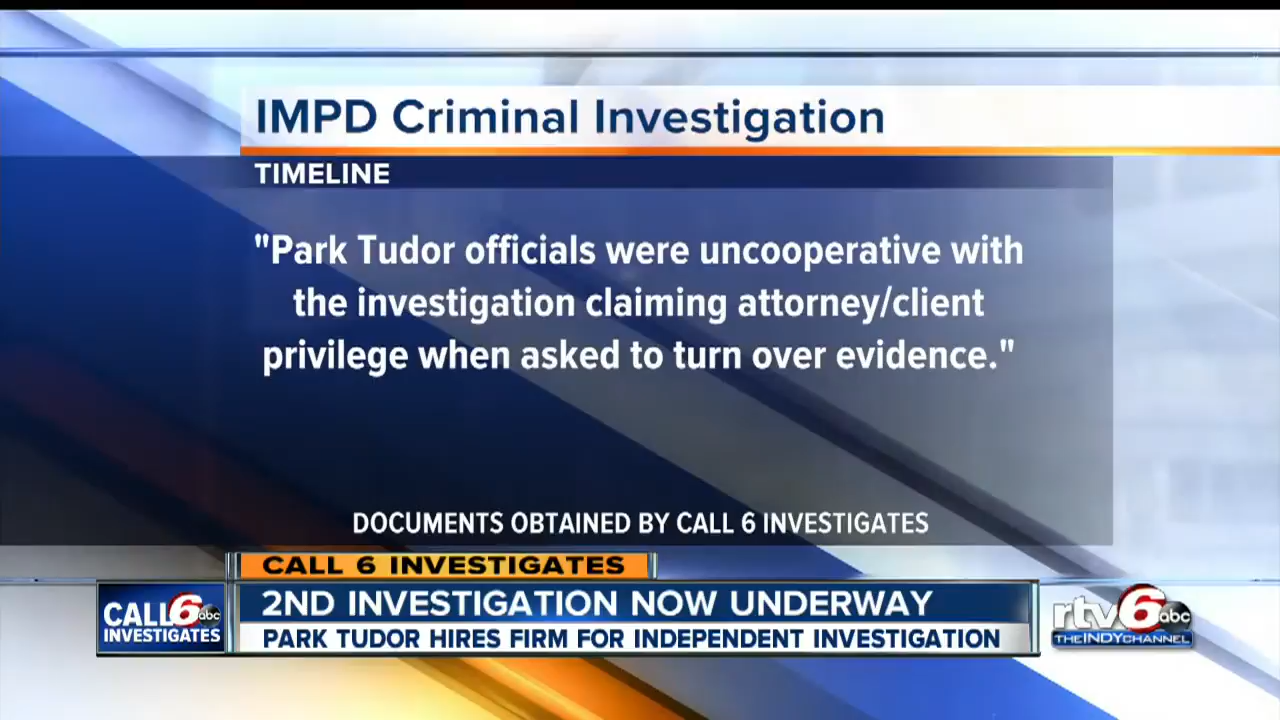 IMPD Criminal Investigation
TIMELINE
"Park Tudor officials were uncooperative with
the investigation claiming attorney/client
privilege when asked to turn over evidence."
DOCUMENTS OBTAINED BY CALL 6 INVESTIGATES
CALL 6 INVESTIGATES
CALL 6 abc
INVESTIGATES
2ND INVESTIGATION NOW UNDERWAY
PARK TUDOR HIRES FIRM FOR INDEPENDENT INVESTIGATION
rtv6 abc
THEINDYCHANNEL